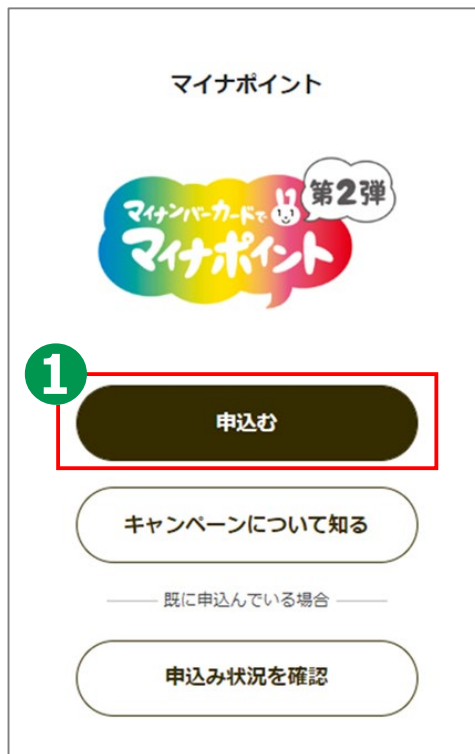 マイナポイント
第2弾
マイナンバーカードで
マイナポイント
1
申込む
キャンペーンについて知る
既に申込んでいる場合
申込み状況を確認